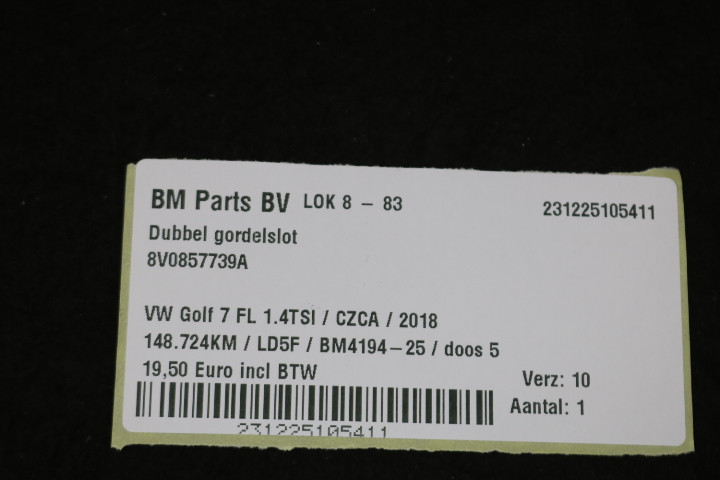 BM Parts BV LOK 8 – 83 231225105411
Dubbel gordelslot
8V0857739A
VW Golf 7 FL 1.4TSI / CZCA / 2018
148.724KM / LD5F / BM4194–25 / doos 5
19,50 Euro incl BTW
Verz: 10
Aantal: 1
231225105411